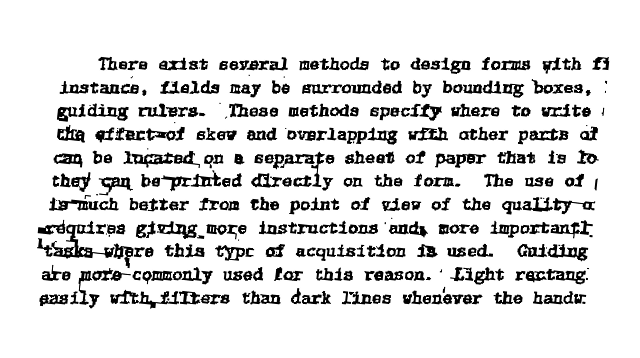 There exist several methods to design forms with fi
instance, fields may be surrounded by bounding boxes,
guiding rulers. These methods specify where to write
the effect of skew and overlapping with other parts of
can be located on a separate sheet of paper that is lo
they can be printed directly on the form. The use of
is much better from the point of view of the quality o
requires giving more instructions and, more importantl
tasks where this type of acquisition is used. Guiding
are more commonly used for this reason. Light rectang
easily with filters than dark lines whenever the handw